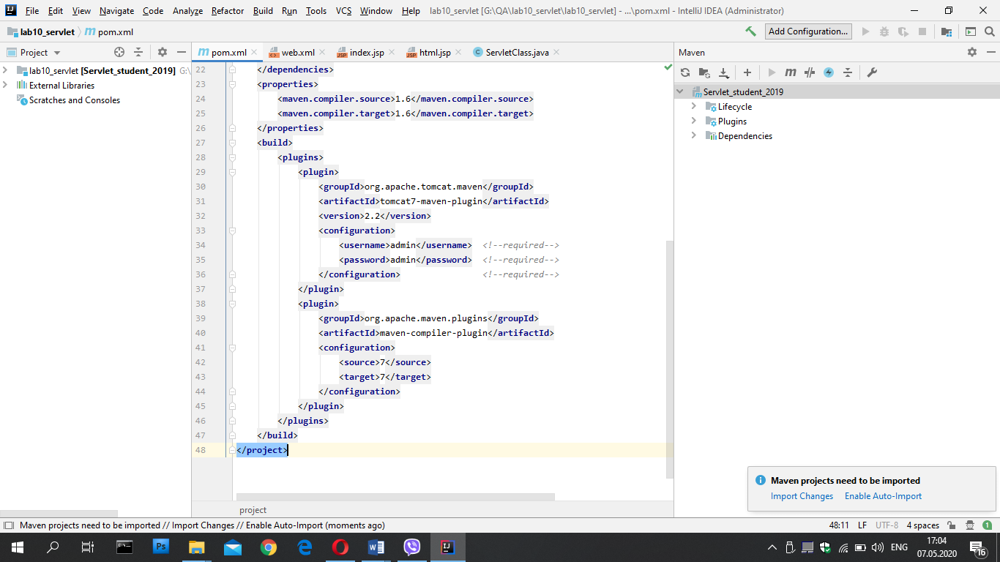 File Edit View Navigate Code Analyze Refactor Build Run Tools VCS Window Help lab10_servlet [G:\QA\lab10_servlet\lab10_servlet] - ...\pom.xml - IntelliJ IDEA (Administrator)
lab10_servlet m pom.xml Add Configuration...
Project
pom.xml web.xml index.jsp html.jsp ServletClass.java
Maven
lab10_servlet [Servlet_student_2019] G:\
External Libraries
Scratches and Consoles
22 </dependencies>
23 <properties>
24 <maven.compiler.source>1.6</maven.compiler.source>
25 <maven.compiler.target>1.6</maven.compiler.target>
26 </properties>
27 <build>
28 <plugins>
29 <plugin>
30 <groupId>org.apache.tomcat.maven</groupId>
31 <artifactId>tomcat7-maven-plugin</artifactId>
32 <version>2.2</version>
33 <configuration>
34 <username>admin</username> <!--required-->
35 <password>admin</password> <!--required-->
36 </configuration> <!--required-->
37 </plugin>
38 <plugin>
39 <groupId>org.apache.maven.plugins</groupId>
40 <artifactId>maven-compiler-plugin</artifactId>
41 <configuration>
42 <source>7</source>
43 <target>7</target>
44 </configuration>
45 </plugin>
46 </plugins>
47 </build>
48 </project>
project
Servlet_student_2019
Lifecycle
Plugins
Dependencies
Maven projects need to be imported
Import Changes Enable Auto-Import
Maven projects need to be imported // Import Changes // Enable Auto-Import (moments ago) 48:11 LF UTF-8 4 spaces 1
ENG 17:04
07.05.2020 16